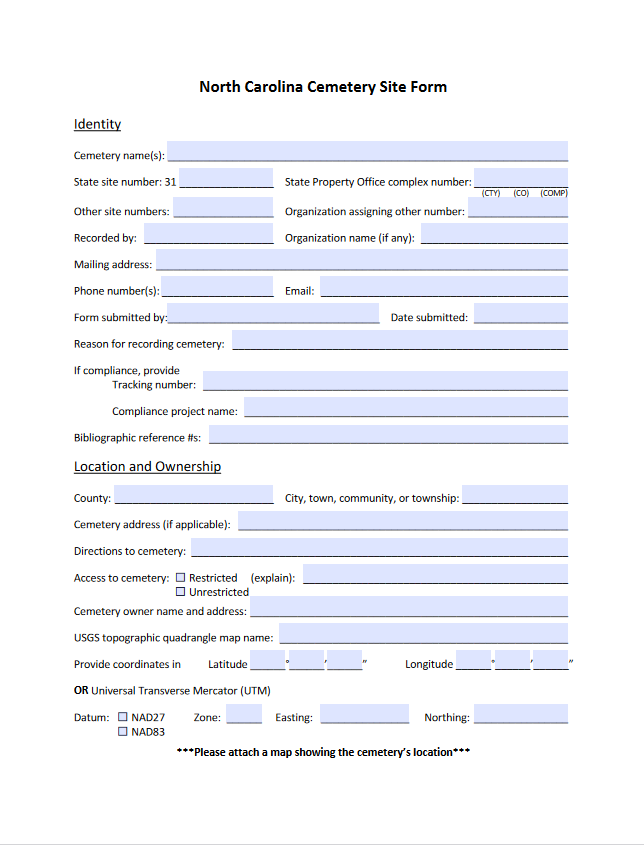 North Carolina Cemetery Site Form
Identity
Cemetery name(s):
State site number: 31 State Property Office complex number:
(CTY) (CO) (COMP)
Other site numbers: Organization assigning other number:
Recorded by: Organization name (if any):
Mailing address:
Phone number(s): Email:
Form submitted by: Date submitted:
Reason for recording cemetery:
If compliance, provide
Tracking number:
Compliance project name:
Bibliographic reference #s:
Location and Ownership
County: City, town, community, or township:
Cemetery address (if applicable):
Directions to cemetery:
Access to cemetery: ☐ Restricted (explain):
☐ Unrestricted
Cemetery owner name and address:
USGS topographic quadrangle map name:
Provide coordinates in Latitude ° ′ ″ Longitude ° ′ ″
OR Universal Transverse Mercator (UTM)
Datum: ☐ NAD27 Zone: Easting: Northing:
☐ NAD83
***Please attach a map showing the cemetery's location***